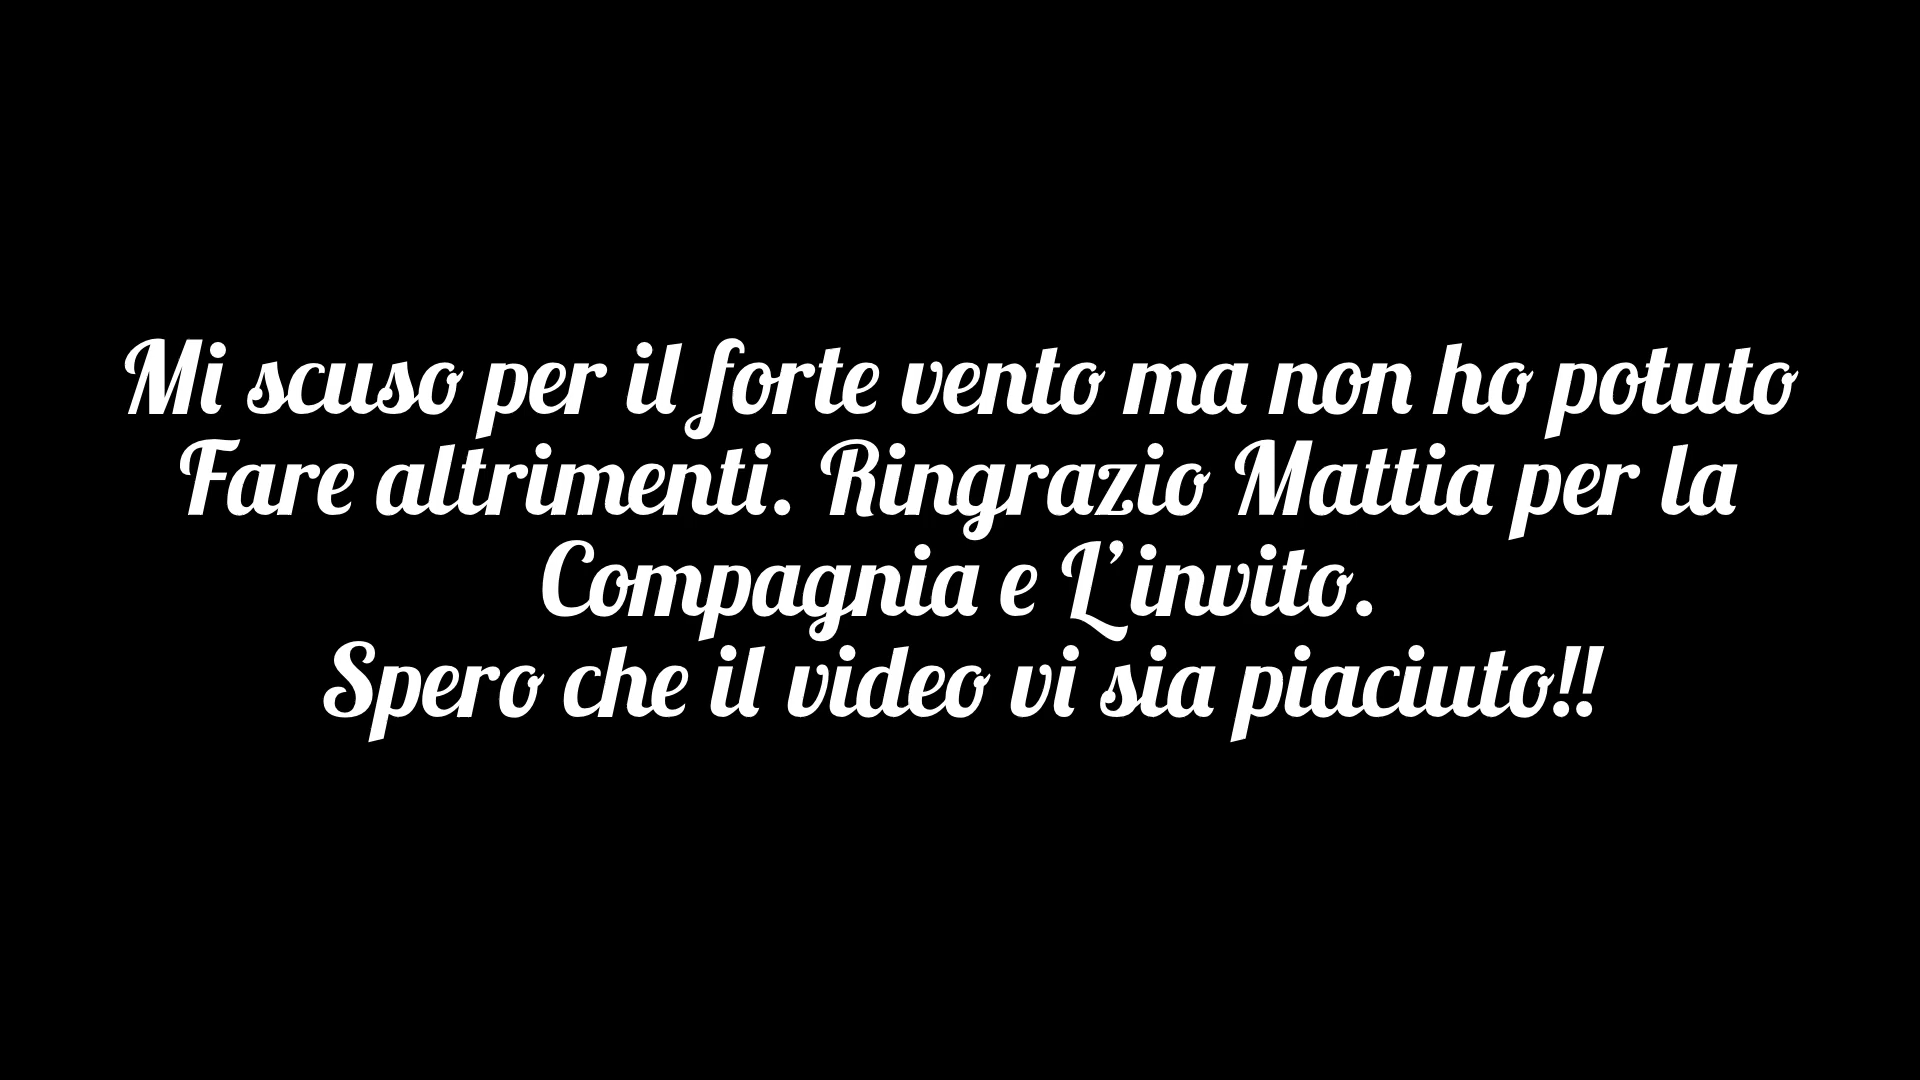 Mi scuso per il forte vento ma non ho potuto
Fare altrimenti. Ringrazio Mattia per la
Compagnia e L'invito.
Spero che il video vi sia piaciuto!!